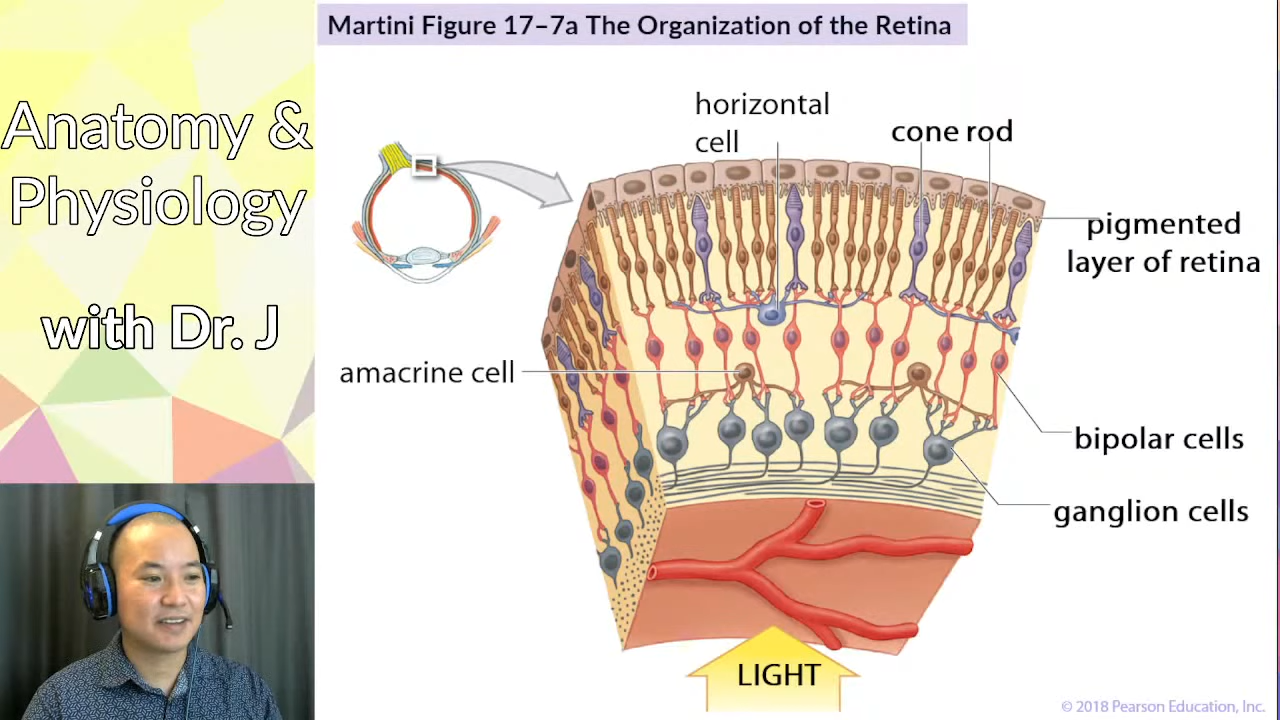 Martini Figure 17–7a The Organization of the Retina
Anatomy &
Physiology
with Dr. J
horizontal
cell
cone rod
pigmented
layer of retina
amacrine cell
bipolar cells
ganglion cells
LIGHT
© 2018 Pearson Education, Inc.